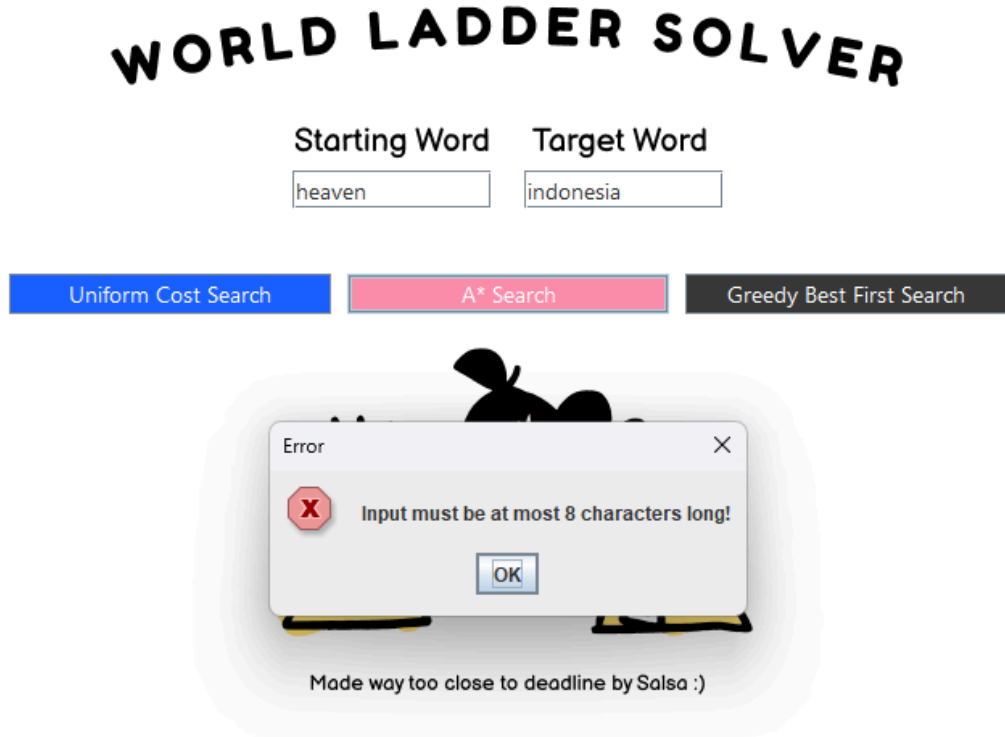 WORLD LADDER SOLVER
Starting Word Target Word
heaven indonesia
Uniform Cost Search A* Search Greedy Best First Search
Error
Input must be at most 8 characters long!
OK
Made way too close to deadline by Salsa :)